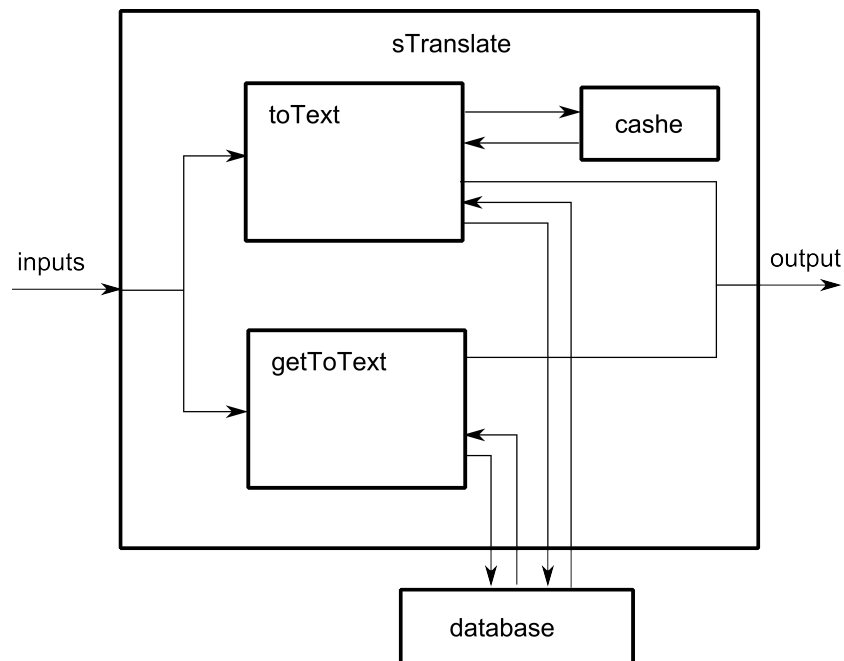 sTranslate
toText
cashe
inputs
output
getToText
database